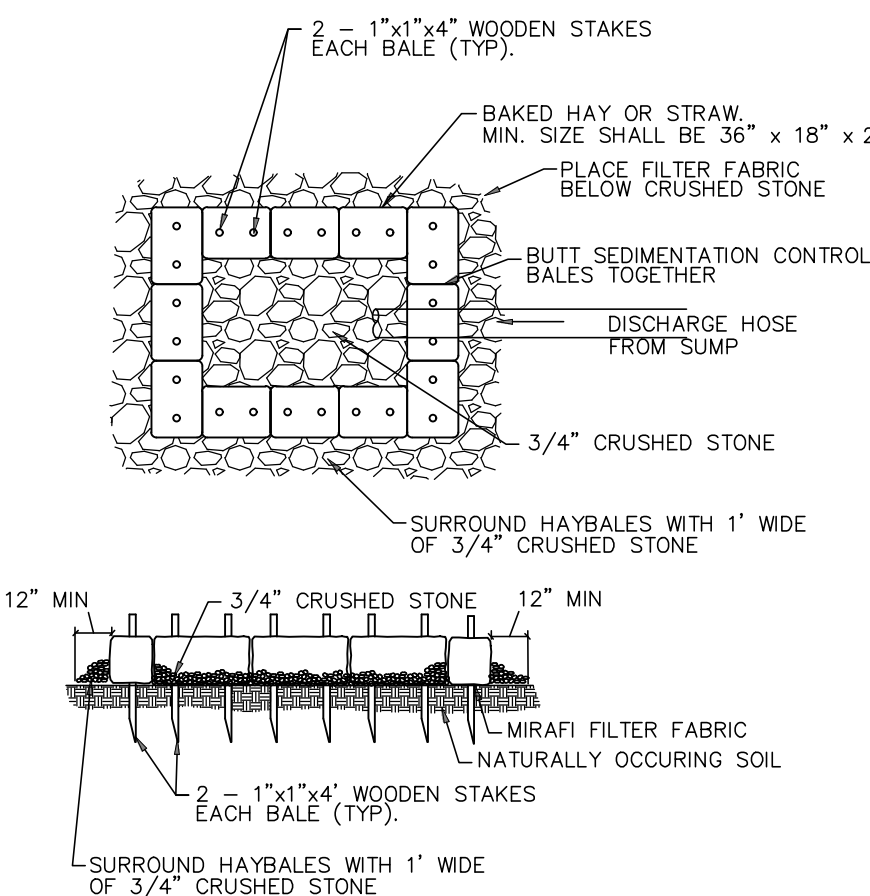 2 – 1"x1"x4" WOODEN STAKES
EACH BALE (TYP).
BAKED HAY OR STRAW.
MIN. SIZE SHALL BE 36" x 18" x 2
PLACE FILTER FABRIC
BELOW CRUSHED STONE
BUTT SEDIMENTATION CONTROL
BALES TOGETHER
DISCHARGE HOSE
FROM SUMP
3/4" CRUSHED STONE
SURROUND HAYBALES WITH 1' WIDE
OF 3/4" CRUSHED STONE
12" MIN
3/4" CRUSHED STONE
12" MIN
MIRAFI FILTER FABRIC
NATURALLY OCCURING SOIL
2 – 1"x1"x4' WOODEN STAKES
EACH BALE (TYP).
SURROUND HAYBALES WITH 1' WIDE
OF 3/4" CRUSHED STONE